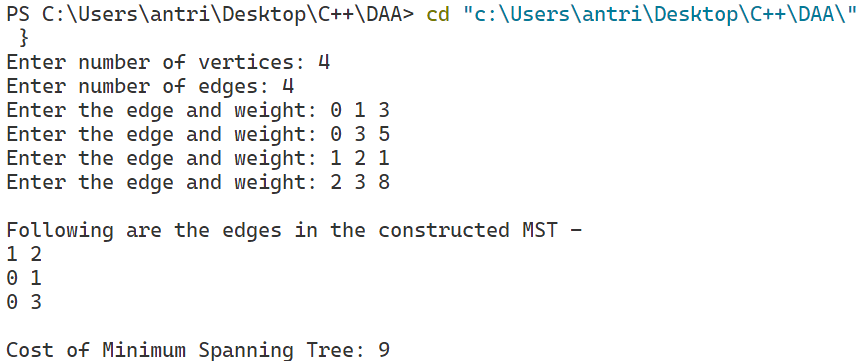 PS C:\Users\antri\Desktop\C++\DAA> cd "c:\Users\antri\Desktop\C++\DAA\"
 }
Enter number of vertices: 4
Enter number of edges: 4
Enter the edge and weight: 0 1 3
Enter the edge and weight: 0 3 5
Enter the edge and weight: 1 2 1
Enter the edge and weight: 2 3 8

Following are the edges in the constructed MST -
1 2
0 1
0 3

Cost of Minimum Spanning Tree: 9